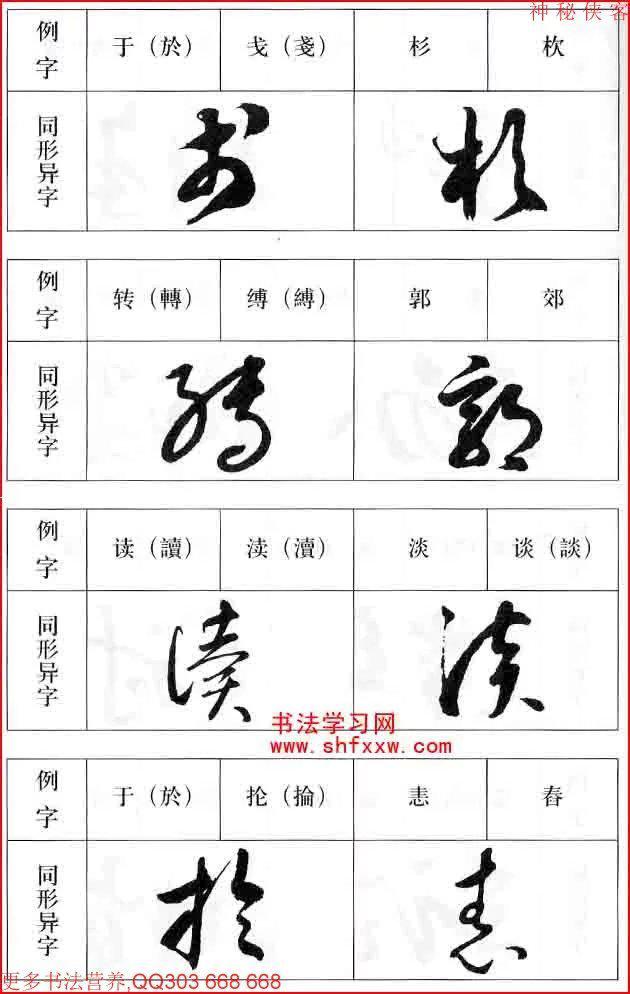 神秘侠客
例字 于（於） 戋（戔） 杉
同形异字
例字 转（轉） 缚（縛） 郭 郊
同形异字
例字 读（讀） 渎（瀆） 淡 谈（談）
同形异字
书法学习网
www.shfxxw.com
例字 于（於） 抡（掄） 恚 春
同形异字
更多书法营养,QQ303 668 668